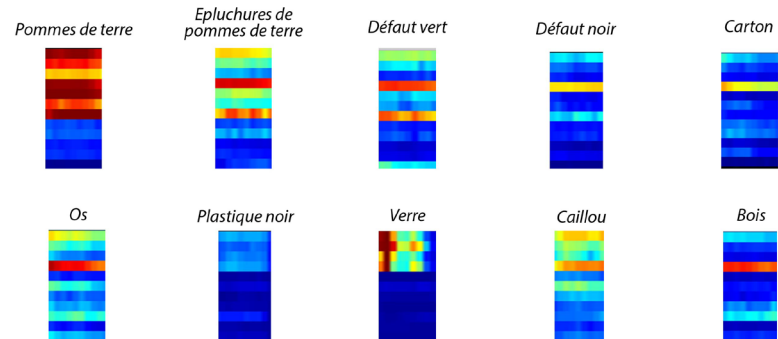 Pommes de terre
Epluchures de
pommes de terre
Défaut vert
Défaut noir
Carton
Os
Plastique noir
Verre
Caillou
Bois